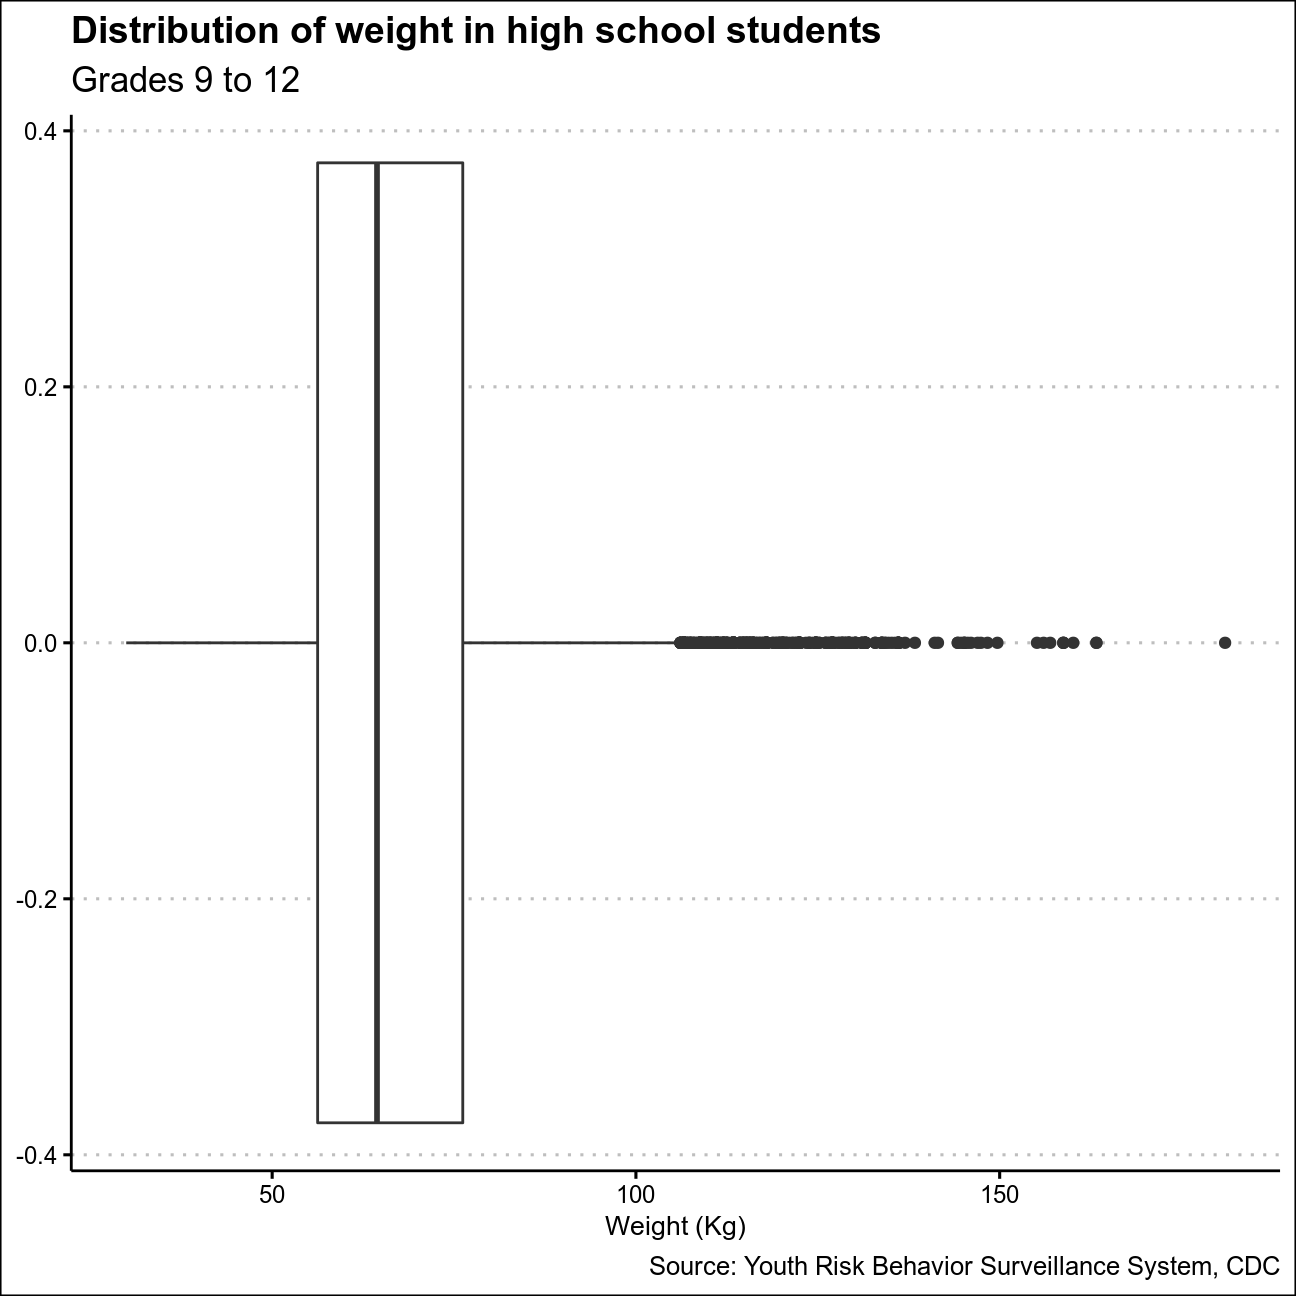 Distribution of weight in high school students
Grades 9 to 12
0.4
0.2
0.0
-0.2
-0.4
50 100 150
Weight (Kg)
Source: Youth Risk Behavior Surveillance System, CDC